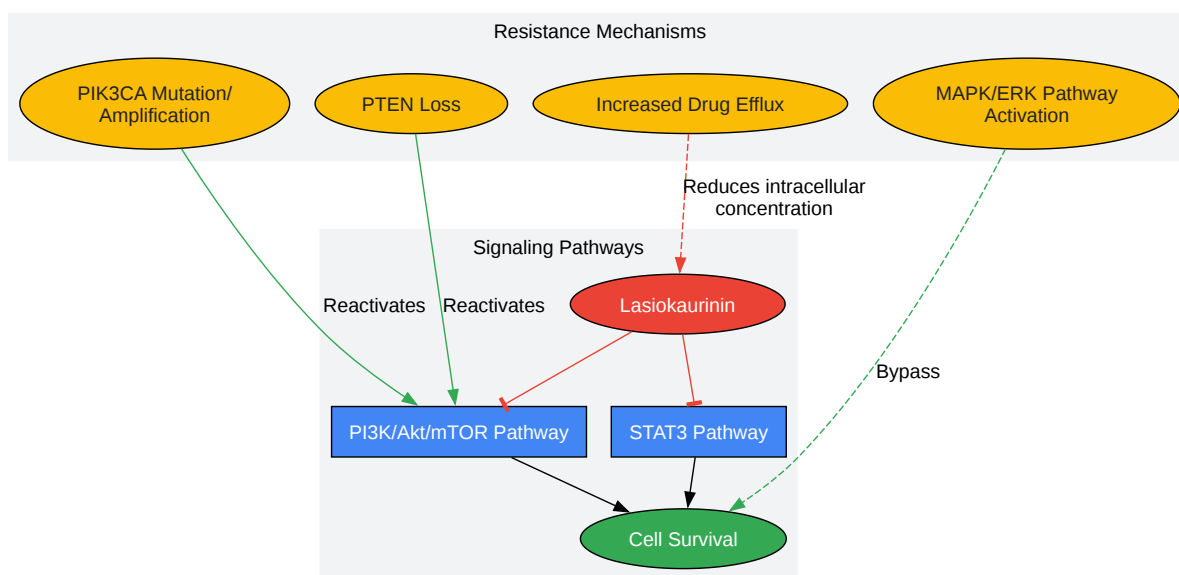 Resistance Mechanisms
PIK3CA Mutation/
Amplification
PTEN Loss
Increased Drug Efflux
MAPK/ERK Pathway
Activation
Reduces intracellular
concentration
Signaling Pathways
Reactivates
Reactivates
Lasiokaurinin
Bypass
PI3K/Akt/mTOR Pathway
STAT3 Pathway
Cell Survival